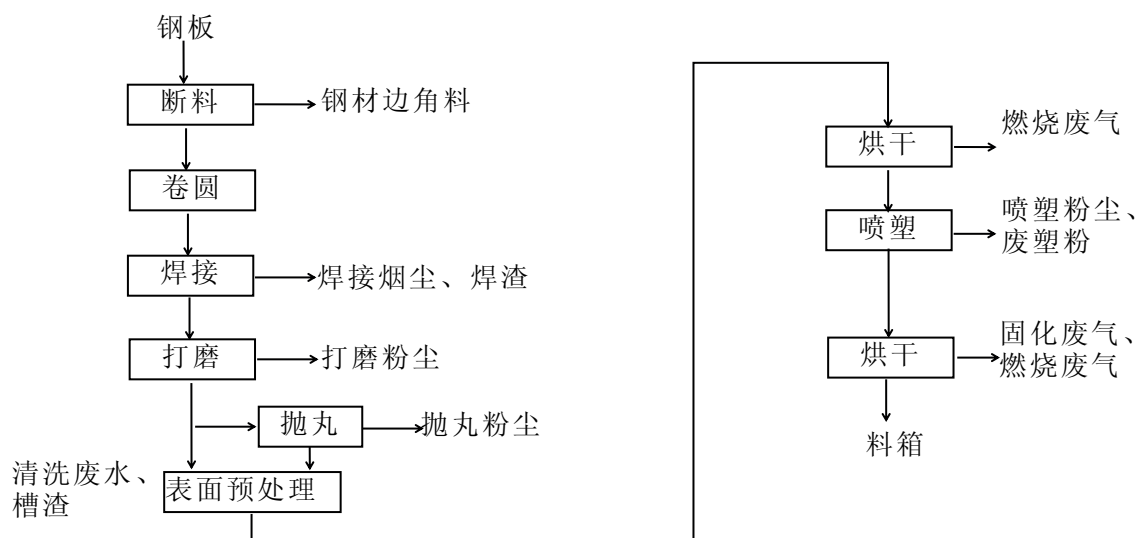 钢板
断料
钢材边角料
卷圆
焊接
焊接烟尘、焊渣
打磨
打磨粉尘
抛丸
抛丸粉尘
清洗废水、
槽渣
表面预处理
烘干
燃烧废气
喷塑
喷塑粉尘、
废塑粉
烘干
固化废气、
燃烧废气
料箱